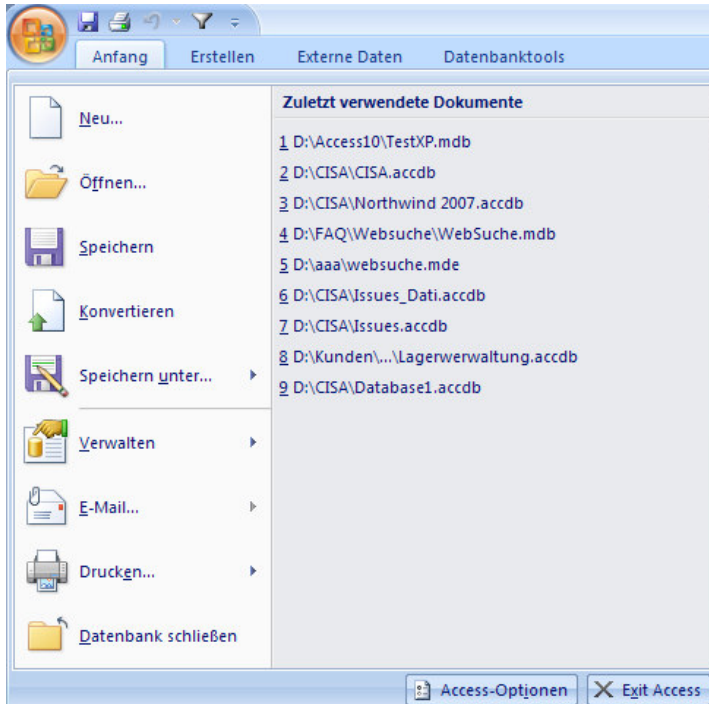 Anfang Erstellen Externe Daten Datenbanktools
Neu...
Öffnen...
Speichern
Konvertieren
Speichern unter...
Verwalten
E-Mail...
Drucken...
Datenbank schließen
Zuletzt verwendete Dokumente
1 D:\Access10\TestXP.mdb
2 D:\CISA\CISA.accdb
3 D:\CISA\Northwind 2007.accdb
4 D:\FAQ\Websuche\WebSuche.mdb
5 D:\aaa\websuche.mde
6 D:\CISA\Issues_Dati.accdb
7 D:\CISA\Issues.accdb
8 D:\Kunden\...\Lagerwerwaltung.accdb
9 D:\CISA\Database1.accdb
Access-Optionen Exit Access